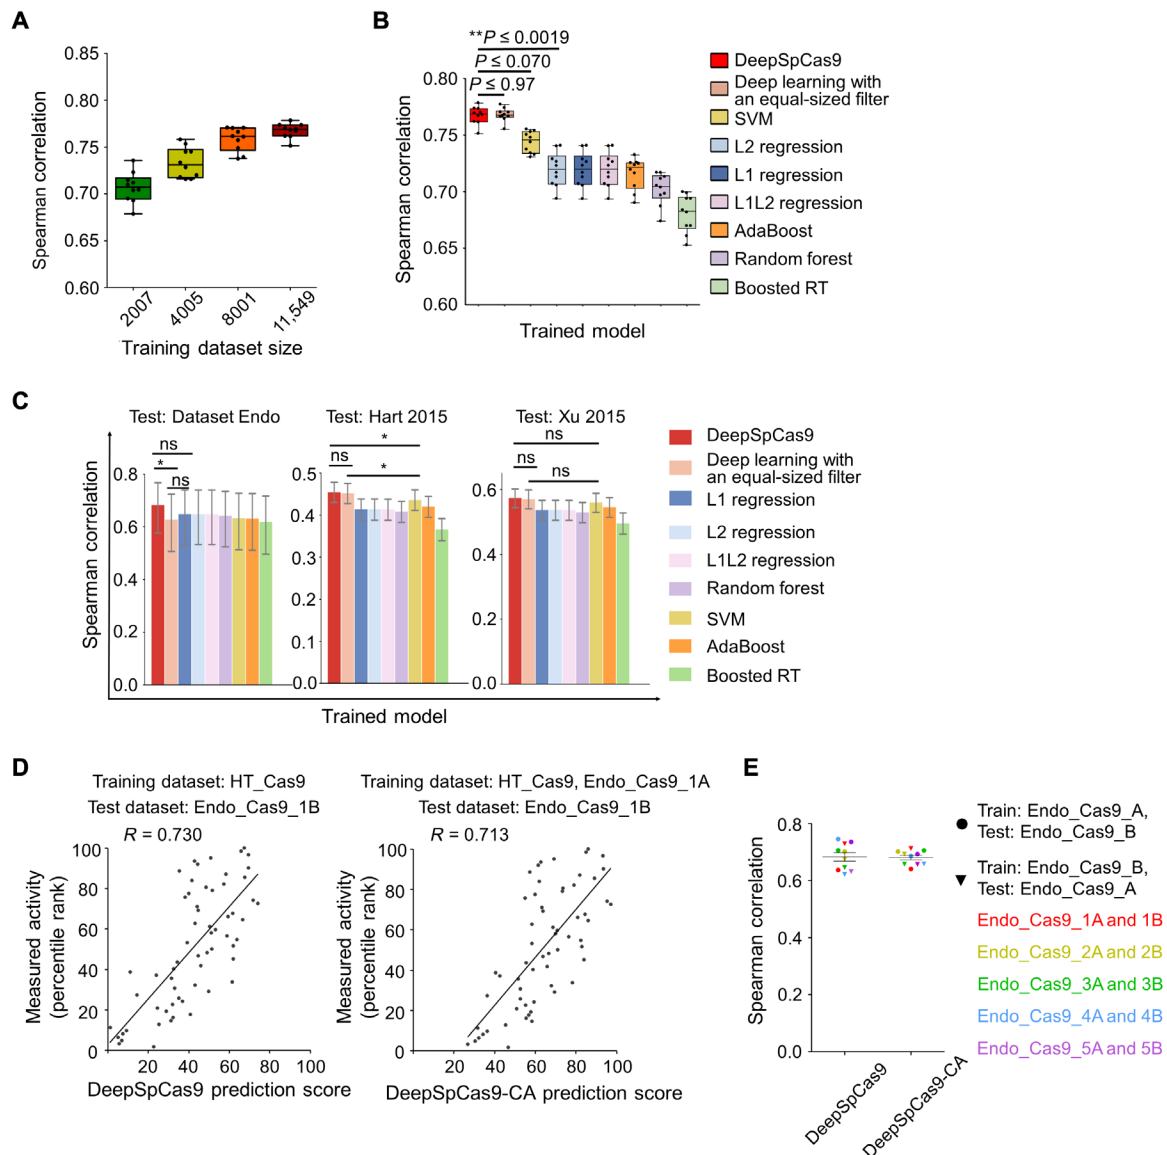 A
Spearman correlation
0.85
0.80
0.75
0.70
0.65
0.60
2007
4005
8001
11,549
Training dataset size
B
**P ≤ 0.0019
P ≤ 0.070
P ≤ 0.97
Spearman correlation
0.80
0.75
0.70
0.65
0.60
Trained model
DeepSpCas9
Deep learning with
an equal-sized filter
SVM
L2 regression
L1 regression
L1L2 regression
AdaBoost
Random forest
Boosted RT
C
Spearman correlation
Test: Dataset Endo
ns
*
ns
0.8
0.6
0.4
0.2
0.0
Test: Hart 2015
*
ns
*
0.5
0.4
0.3
0.2
0.1
0.0
Test: Xu 2015
ns
ns
ns
0.6
0.4
0.2
0.0
Trained model
DeepSpCas9
Deep learning with
an equal-sized filter
L1 regression
L2 regression
L1L2 regression
Random forest
SVM
AdaBoost
Boosted RT
D
Training dataset: HT_Cas9
Test dataset: Endo_Cas9_1B
R = 0.730
Measured activity
(percentile rank)
100
80
60
40
20
0
20
40
60
80
100
DeepSpCas9 prediction score
Training dataset: HT_Cas9, Endo_Cas9_1A
Test dataset: Endo_Cas9_1B
R = 0.713
Measured activity
(percentile rank)
100
80
60
40
20
0
0
20
40
60
80
100
DeepSpCas9-CA prediction score
E
Spearman correlation
0.8
0.6
0.4
0.2
0.0
DeepSpCas9
DeepSpCas9-CA
Train: Endo_Cas9_A,
Test: Endo_Cas9_B
Train: Endo_Cas9_B,
Test: Endo_Cas9_A
Endo_Cas9_1A and 1B
Endo_Cas9_2A and 2B
Endo_Cas9_3A and 3B
Endo_Cas9_4A and 4B
Endo_Cas9_5A and 5B